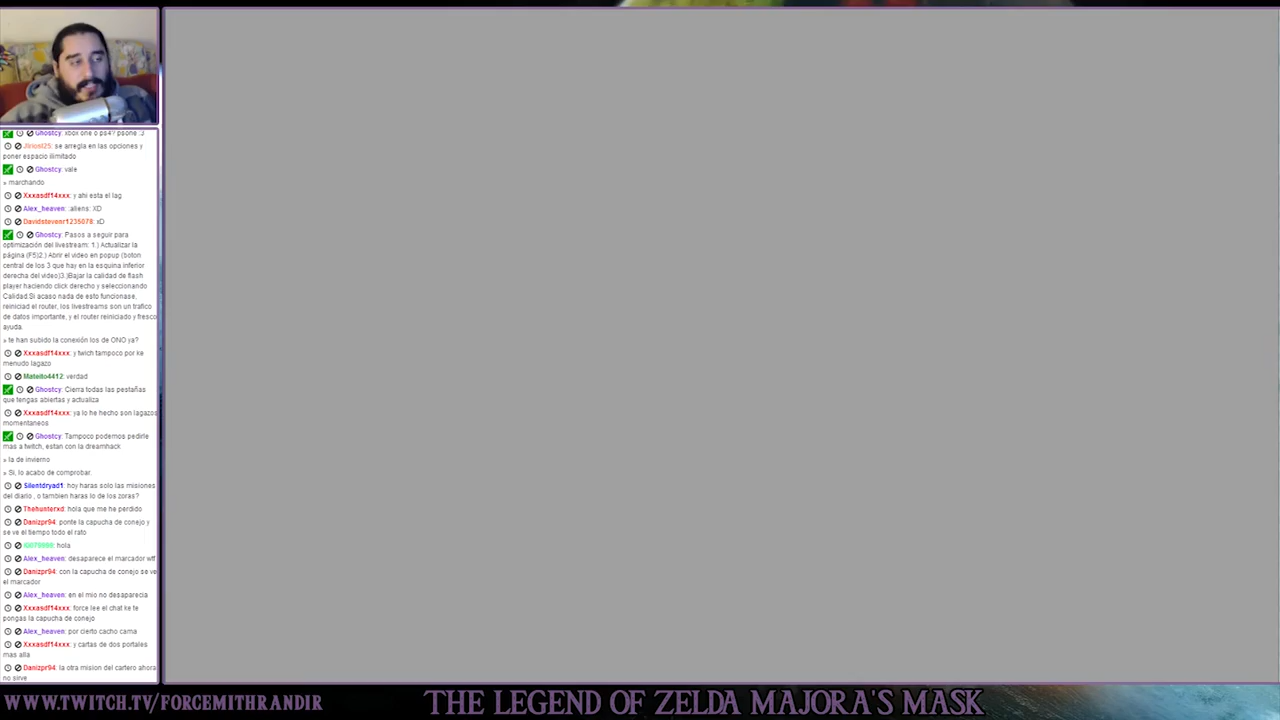 Ghostcy: xbox one o ps4? psone :2
Jiriost25: se arregla en las opciones y
poner espacio ilimitado
Ghostcy: vale
» marchando
Xxxasdf14xxx: y ahi esta el lag
Alex_heaven: :aliens: XD
Davidstevenr1235078: xD
Ghostcy: Pasos a seguir para
optimización del livestream: 1.) Actualizar la
página (F5)2.) Abrir el video en popup (boton
central de los 3 que hay en la esquina inferior
derecha del video)3.)Bajar la calidad de flash
player haciendo click derecho y seleccionando
Calidad.Si acaso nada de esto funcionase,
reiniciad el router, los livestreams son un trafico
de datos importante, y el router reiniciado y fresco
ayuda.
» te han subido la conexión los de ONO ya?
Xxxasdf14xxx: y twich tampoco por ke
menudo lagazo
Mateito4412: verdad
Ghostcy: Cierra todas las pestañas
que tengas abiertas y actualiza
Xxxasdf14xxx: ya lo he hecho son lagazos
momentaneos
Ghostcy: Tampoco podemos pedirle
mas a twitch, estan con la dreamhack
» la de invierno
» Si, lo acabo de comprobar.
Silentdryad1: hoy haras solo las misiones
del diario , o tambien haras lo de los zoras?
Thehunterxd: hola que me he perdido
Danizpr94: ponte la capucha de conejo y
se ve el tiempo todo el rato
hola
Alex_heaven: desaparece el marcador wtf
Danizpr94: con la capucha de conejo se ve
el marcador
Alex_heaven: en el mio no desaparecia
Xxxasdf14xxx: force lee el chat ke te
pongas la capucha de conejo
Alex_heaven: por cierto cacho cama
Xxxasdf14xxx: y cartas de dos portales
mas alla
Danizpr94: la otra mision del cartero ahora
no sirve
WWW.TWITCH.TV/FORCEMITHRANDIR
THE LEGEND OF ZELDA MAJORA'S MASK